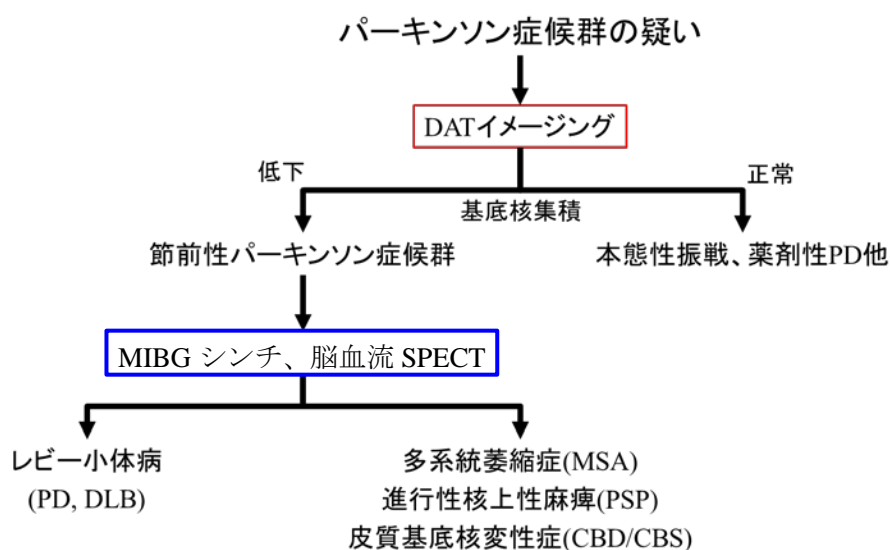 パーキンソン症候群の疑い
DATイメージング
低下
正常
基底核集積
節前性パーキンソン症候群
本態性振戦、薬剤性PD他
MIBG シンチ、脳血流 SPECT
レビー小体病
(PD, DLB)
多系統萎縮症(MSA)
進行性核上性麻痺(PSP)
皮質基底核変性症(CBD/CBS)